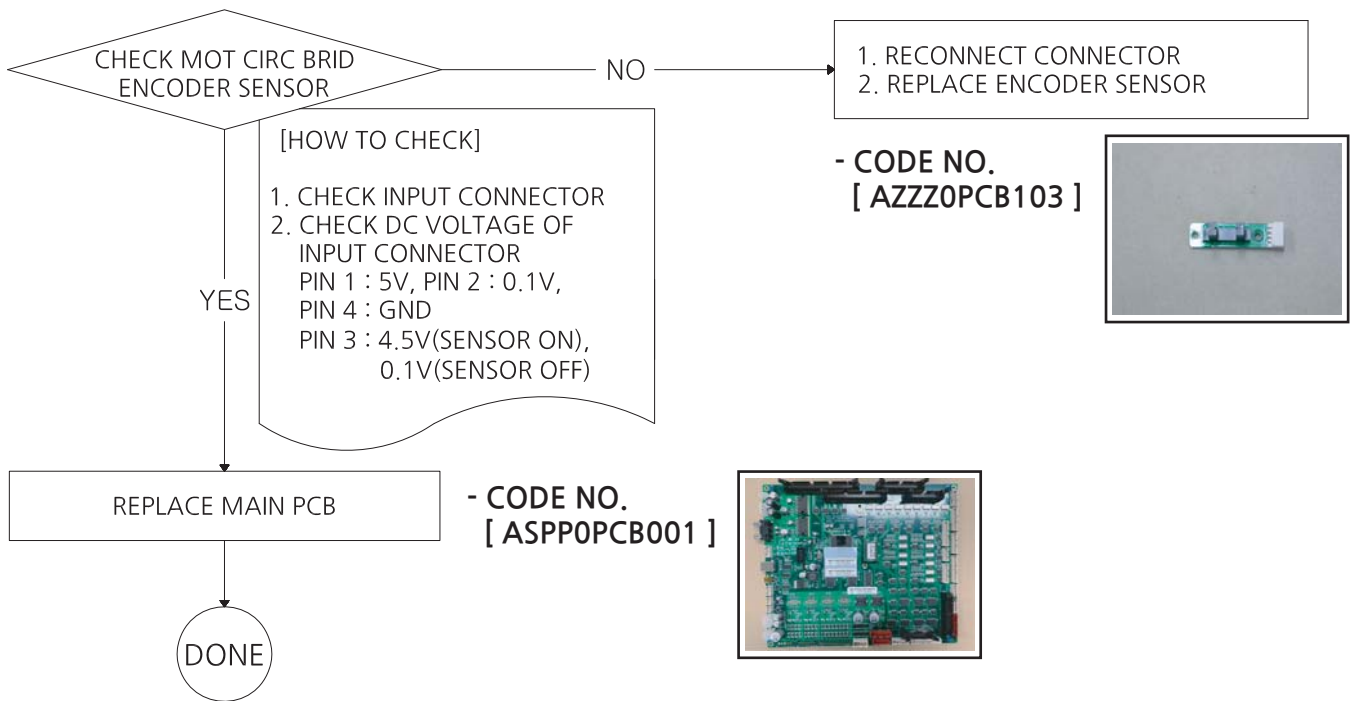 CHECK MOT CIRC BRID
ENCODER SENSOR
NO
1. RECONNECT CONNECTOR
2. REPLACE ENCODER SENSOR
- CODE NO.
[ AZZZ0PCB103 ]
[HOW TO CHECK]
1. CHECK INPUT CONNECTOR
2. CHECK DC VOLTAGE OF
INPUT CONNECTOR
PIN 1 : 5V, PIN 2 : 0.1V,
PIN 4 : GND
PIN 3 : 4.5V(SENSOR ON),
0.1V(SENSOR OFF)
YES
REPLACE MAIN PCB
- CODE NO.
[ ASPP0PCB001 ]
DONE